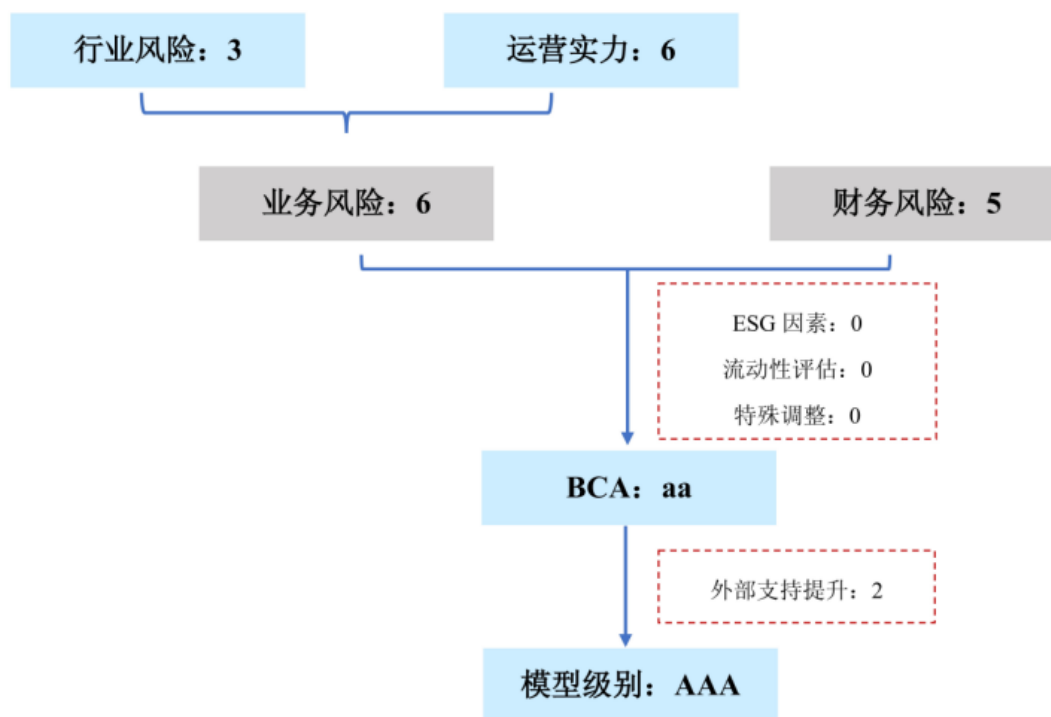 行业风险：3
运营实力：6
业务风险：6
财务风险：5
ESG 因素：0
流动性评估：0
特殊调整：0
BCA：aa
外部支持提升：2
模型级别：AAA